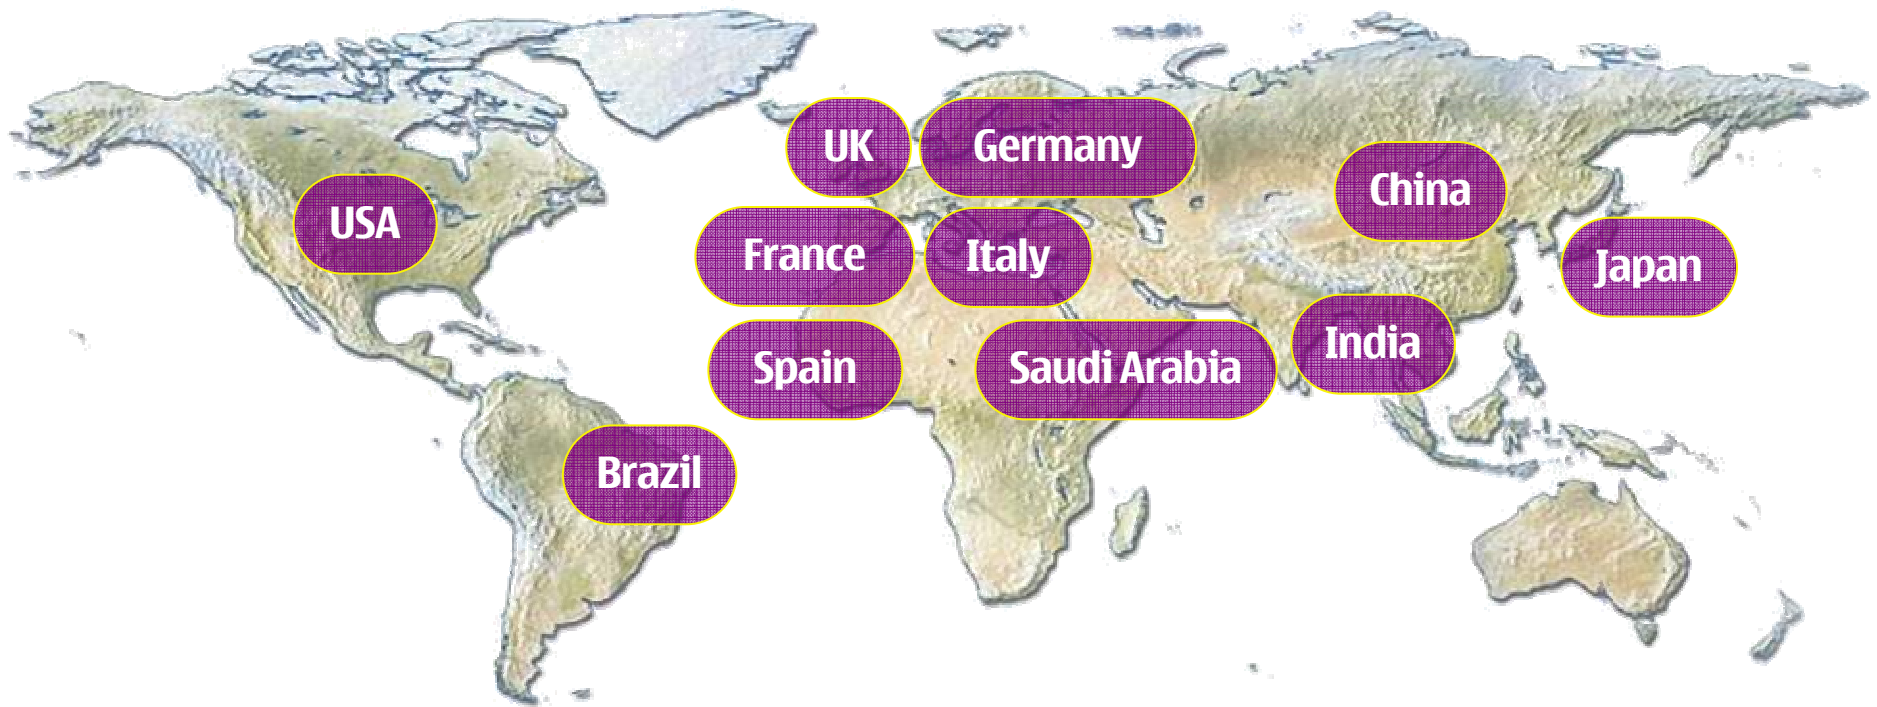 UK
Germany
China
USA
France
Italy
Japan
India
Spain
Saudi Arabia
Brazil